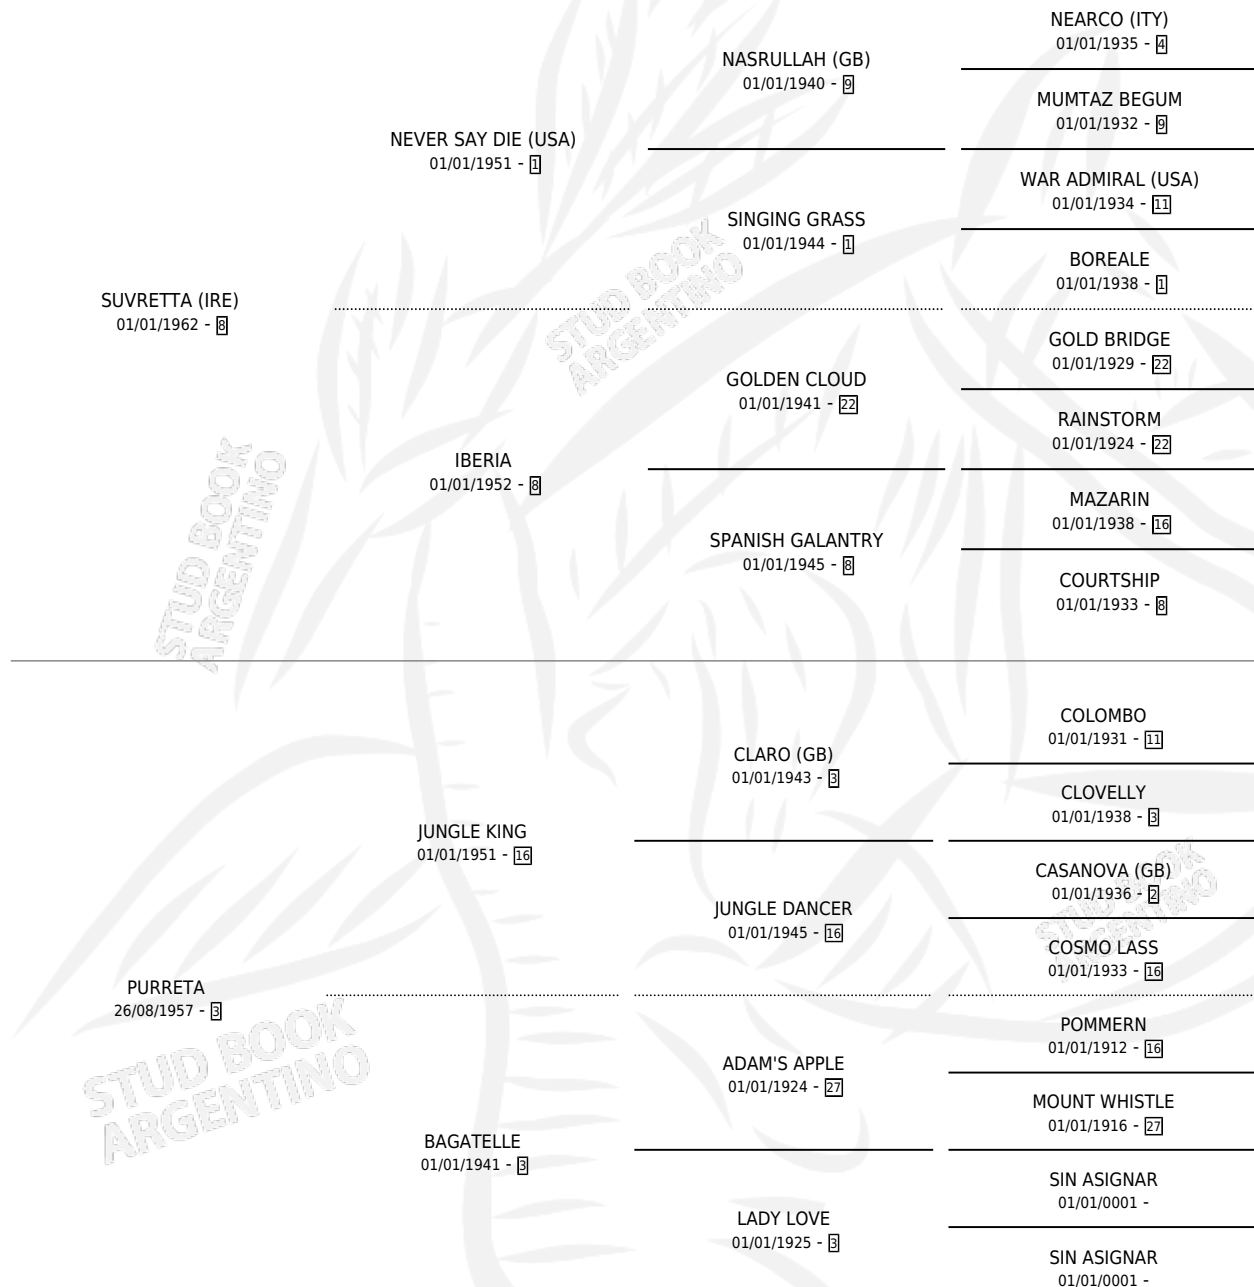 NEARCO (ITY)
01/01/1935 - 4
NASRULLAH (GB)
01/01/1940 - 9
MUMTAZ BEGUM
01/01/1932 - 9
NEVER SAY DIE (USA)
01/01/1951 - 1
WAR ADMIRAL (USA)
01/01/1934 - 11
SINGING GRASS
01/01/1944 - 1
BOREALE
01/01/1938 - 1
SUVRETTA (IRE)
01/01/1962 - 8
GOLD BRIDGE
01/01/1929 - 22
GOLDEN CLOUD
01/01/1941 - 22
RAINSTORM
01/01/1924 - 22
IBERIA
01/01/1952 - 8
MAZARIN
01/01/1938 - 16
SPANISH GALANTRY
01/01/1945 - 8
COURTSHIP
01/01/1933 - 8
COLOMBO
01/01/1931 - 11
CLARO (GB)
01/01/1943 - 3
CLOVELLY
01/01/1938 - 3
JUNGLE KING
01/01/1951 - 16
CASANOVA (GB)
01/01/1936 - 2
JUNGLE DANCER
01/01/1945 - 16
COSMO LASS
01/01/1933 - 16
PURRETA
26/08/1957 - 3
POMMERN
01/01/1912 - 16
ADAM'S APPLE
01/01/1924 - 27
MOUNT WHISTLE
01/01/1916 - 27
BAGATELLE
01/01/1941 - 3
SIN ASIGNAR
01/01/0001 -
LADY LOVE
01/01/1925 - 3
SIN ASIGNAR
01/01/0001 -
STUD BOOK
ARGENTINO
STUD BOOK
ARGENTINO
STUD BOOK
ARGENTINO
STUD BOOK
ARGENTINO